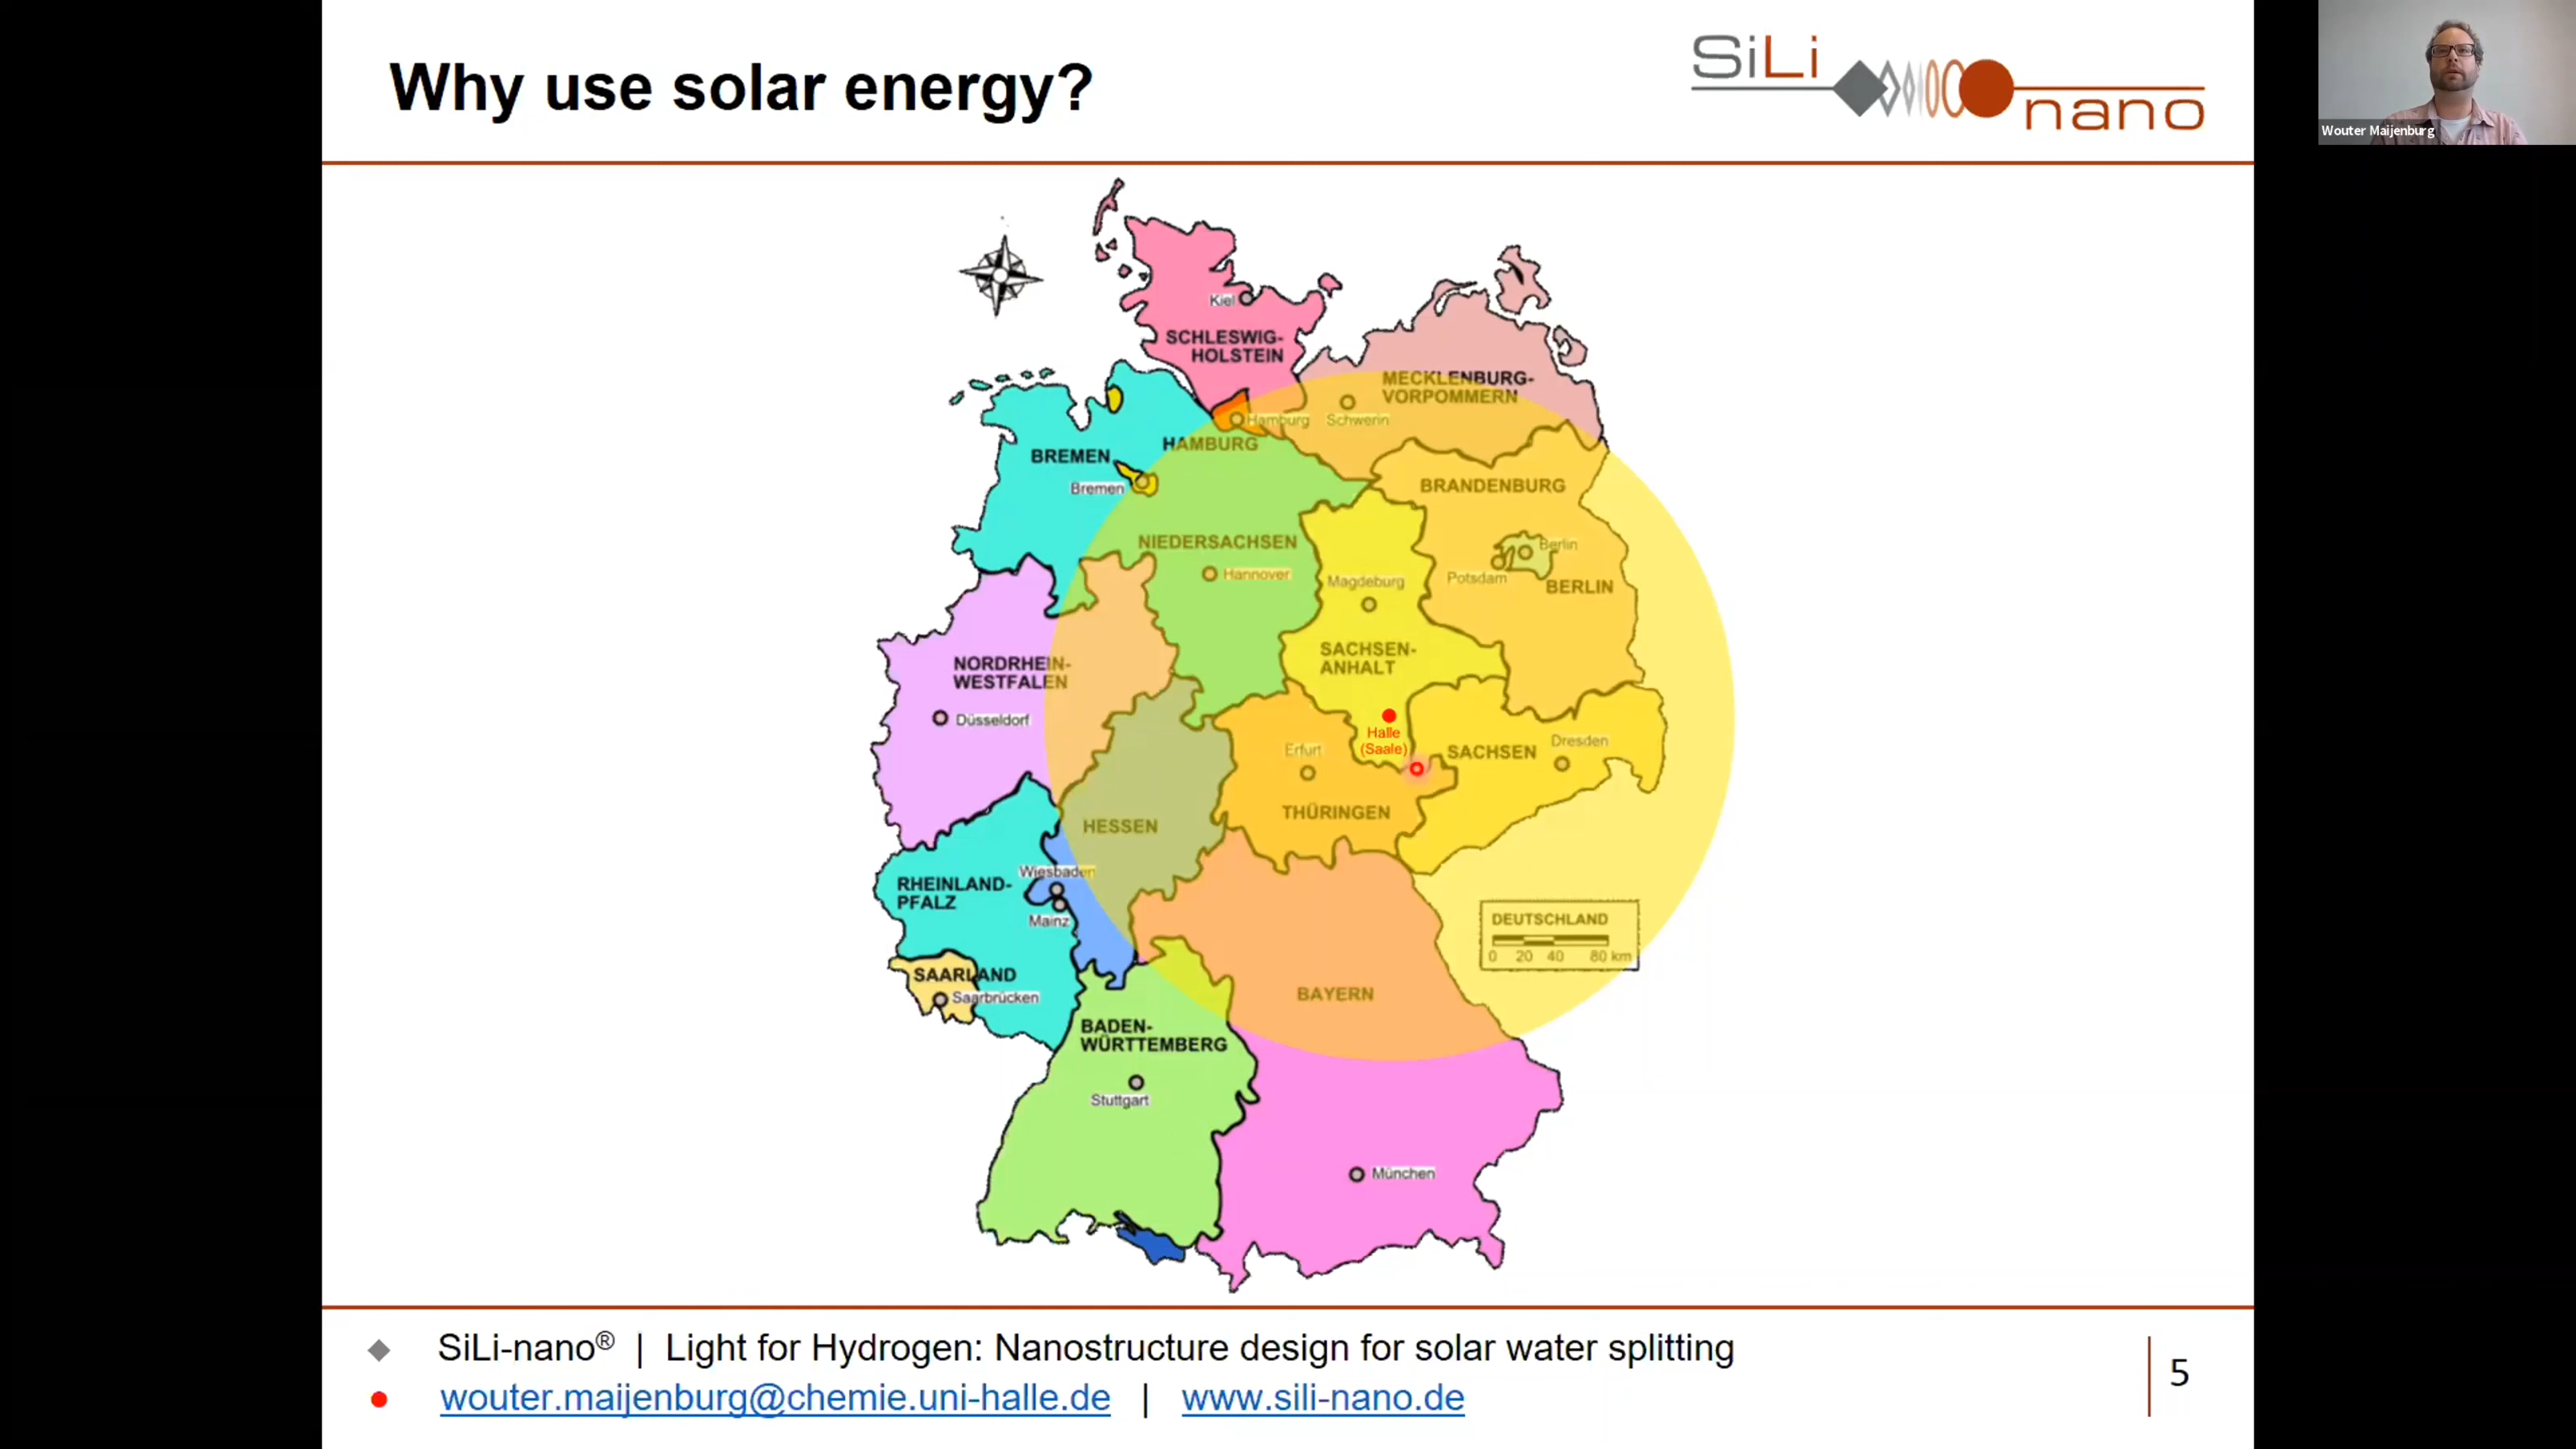 Why use solar energy?
SiLi
nano
Wouter Maijenburg
Kiel
SCHLESWIG-
HOLSTEIN
MECKLENBURG-
VORPOMMERN
Hamburg
Schwerin
HAMBURG
BREMEN
Bremen
BRANDENBURG
NIEDERSACHSEN
Hannover
Magdeburg
Berlin
Potsdam
BERLIN
SACHSEN-
ANHALT
NORDRHEIN-
WESTFALEN
Düsseldorf
Halle
(Saale)
Erfurt
SACHSEN
Dresden
THÜRINGEN
HESSEN
Wiesbaden
Mainz
RHEINLAND-
PFALZ
SAARLAND
Saarbrücken
DEUTSCHLAND
0 20 40 80 km
BAYERN
BADEN-
WÜRTTEMBERG
Stuttgart
München
SiLi-nano® | Light for Hydrogen: Nanostructure design for solar water splitting
wouter.maijenburg@chemie.uni-halle.de | www.sili-nano.de
5